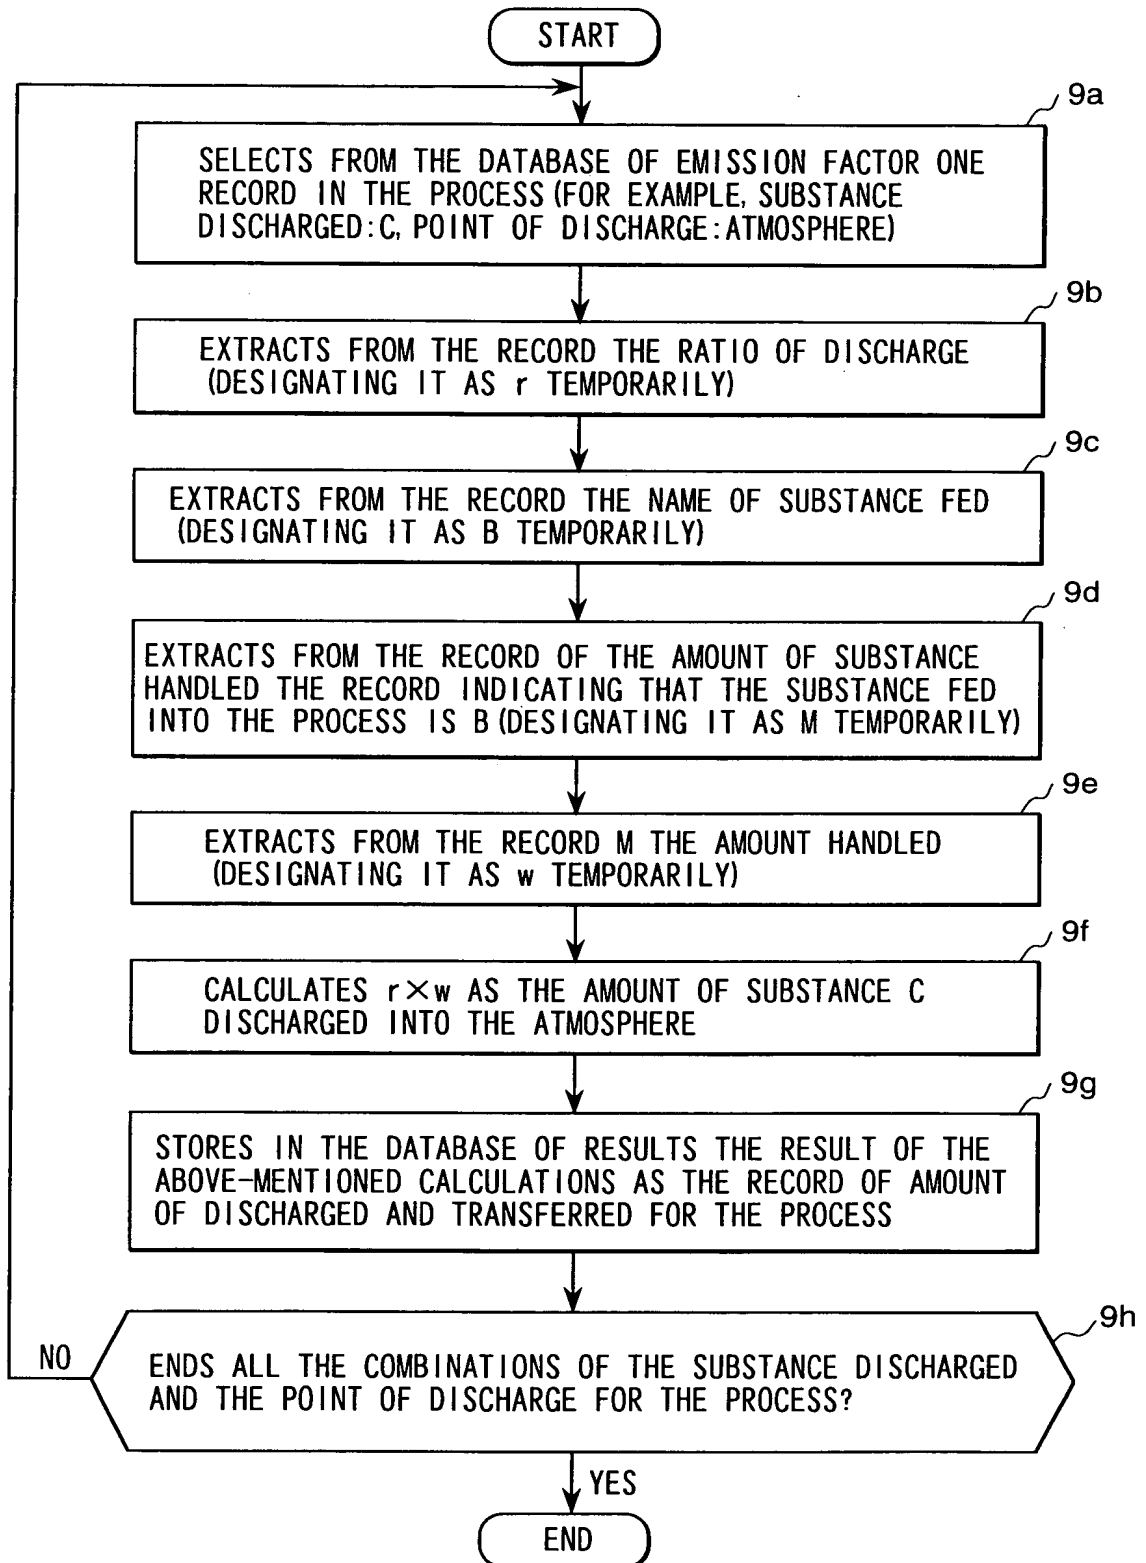 START
9a
SELECTS FROM THE DATABASE OF EMISSION FACTOR ONE
RECORD IN THE PROCESS (FOR EXAMPLE, SUBSTANCE
DISCHARGED:C, POINT OF DISCHARGE:ATMOSPHERE)
9b
EXTRACTS FROM THE RECORD THE RATIO OF DISCHARGE
(DESIGNATING IT AS r TEMPORARILY)
9c
EXTRACTS FROM THE RECORD THE NAME OF SUBSTANCE FED
(DESIGNATING IT AS B TEMPORARILY)
9d
EXTRACTS FROM THE RECORD OF THE AMOUNT OF SUBSTANCE
HANDLED THE RECORD INDICATING THAT THE SUBSTANCE FED
INTO THE PROCESS IS B (DESIGNATING IT AS M TEMPORARILY)
9e
EXTRACTS FROM THE RECORD M THE AMOUNT HANDLED
(DESIGNATING IT AS w TEMPORARILY)
9f
CALCULATES r×w AS THE AMOUNT OF SUBSTANCE C
DISCHARGED INTO THE ATMOSPHERE
9g
STORES IN THE DATABASE OF RESULTS THE RESULT OF THE
ABOVE-MENTIONED CALCULATIONS AS THE RECORD OF AMOUNT
OF DISCHARGED AND TRANSFERRED FOR THE PROCESS
9h
NO
ENDS ALL THE COMBINATIONS OF THE SUBSTANCE DISCHARGED
AND THE POINT OF DISCHARGE FOR THE PROCESS?
YES
END